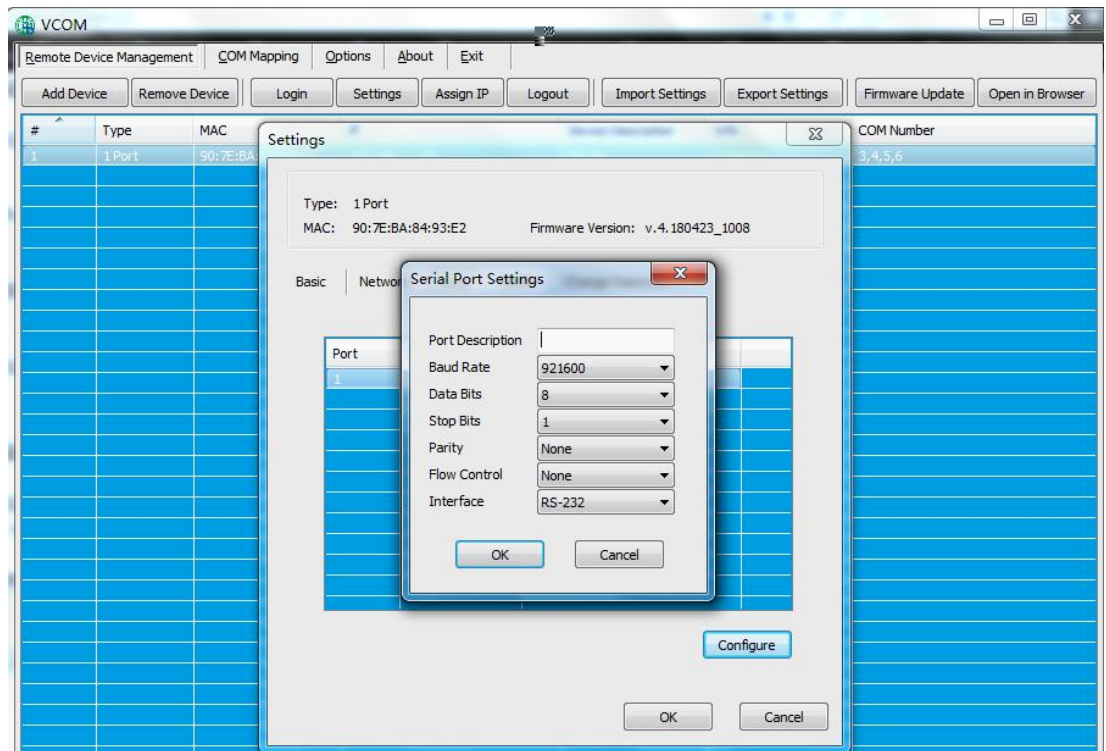 VCOM
Remote Device Management COM Mapping Options About Exit
Add Device Remove Device Login Settings Assign IP Logout Import Settings Export Settings Firmware Update Open in Browser
# Type MAC COM Number
1 1 Port 90:7E:BA 3,4,5,6
Settings
Type: 1 Port
MAC: 90:7E:BA:84:93:E2 Firmware Version: v.4.180423_1008
Basic Networ
Port
1
Serial Port Settings
Port Description
Baud Rate 921600
Data Bits 8
Stop Bits 1
Parity None
Flow Control None
Interface RS-232
OK Cancel
Configure
OK Cancel